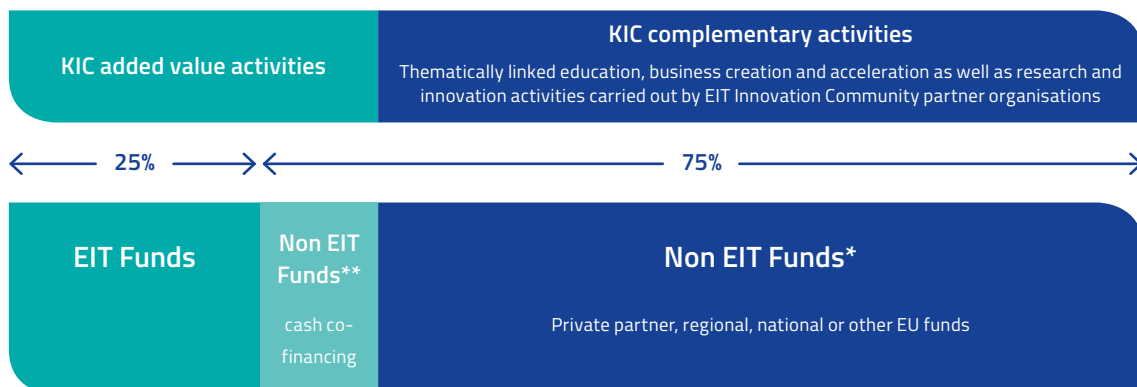 KIC added value activities
KIC complementary activities
Thematically linked education, business creation and acceleration as well as research and
innovation activities carried out by EIT Innovation Community partner organisations
25%
75%
EIT Funds
Non EIT
Funds**
cash co-
financing
Non EIT Funds*
Private partner, regional, national or other EU funds